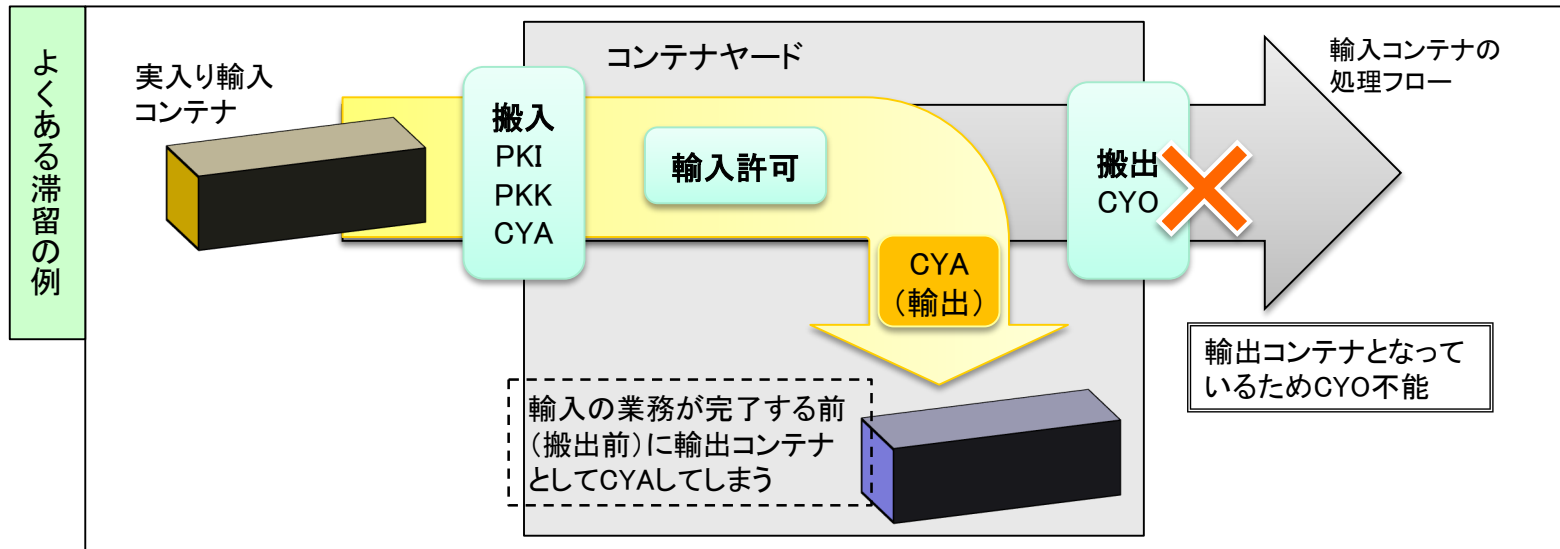 よくある滞留の例
実入り輸入
コンテナ
コンテナヤード
搬入
PKI
PKK
CYA
輸入許可
搬出
CYO
輸入コンテナの
処理フロー
CYA
（輸出）
輸出コンテナとなって
いるためCYO不能
輸入の業務が完了する前
（搬出前）に輸出コンテナ
としてCYAしてしまう